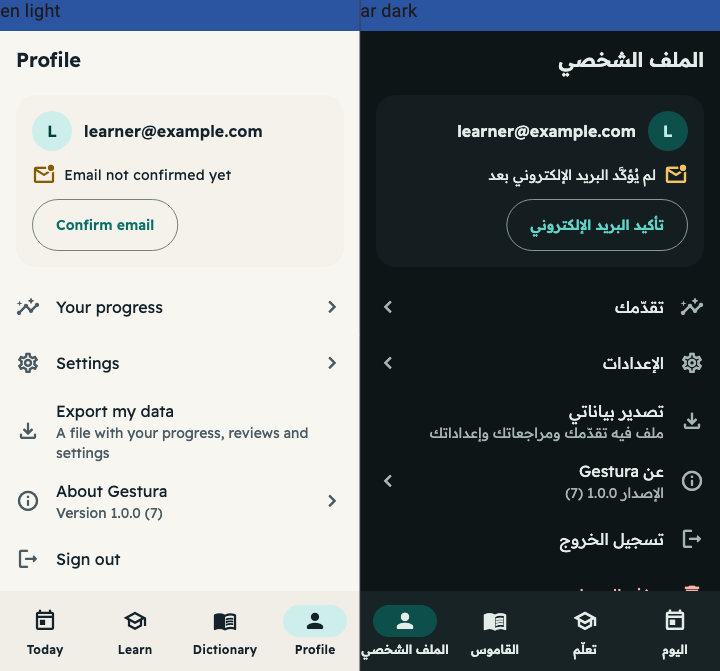 en light
Profile
L
learner@example.com
Email not confirmed yet
Confirm email
Your progress
Settings
Export my data
A file with your progress, reviews and
settings
About Gestura
Version 1.0.0 (7)
Sign out
Today
Learn
Dictionary
Profile
ar dark
الملف الشخصي
L
learner@example.com
لم يُؤكَّد البريد الإلكتروني بعد
تأكيد البريد الإلكتروني
تقدّمك
الإعدادات
تصدير بياناتي
ملف فيه تقدّمك ومراجعاتك وإعداداتك
عن Gestura
الإصدار 1.0.0 (7)
تسجيل الخروج
اليوم
تعلّم
القاموس
الملف الشخصي